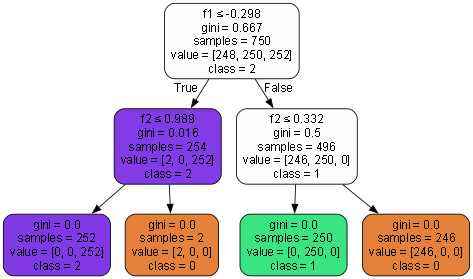 f1 ≤ -0.298
gini = 0.667
samples = 750
value = [248, 250, 252]
class = 2
True
False
f2 ≤ 0.989
gini = 0.016
samples = 254
value = [2, 0, 252]
class = 2
f2 ≤ 0.332
gini = 0.5
samples = 496
value = [246, 250, 0]
class = 1
gini = 0.0
samples = 252
value = [0, 0, 252]
class = 2
gini = 0.0
samples = 2
value = [2, 0, 0]
class = 0
gini = 0.0
samples = 250
value = [0, 250, 0]
class = 1
gini = 0.0
samples = 246
value = [246, 0, 0]
class = 0